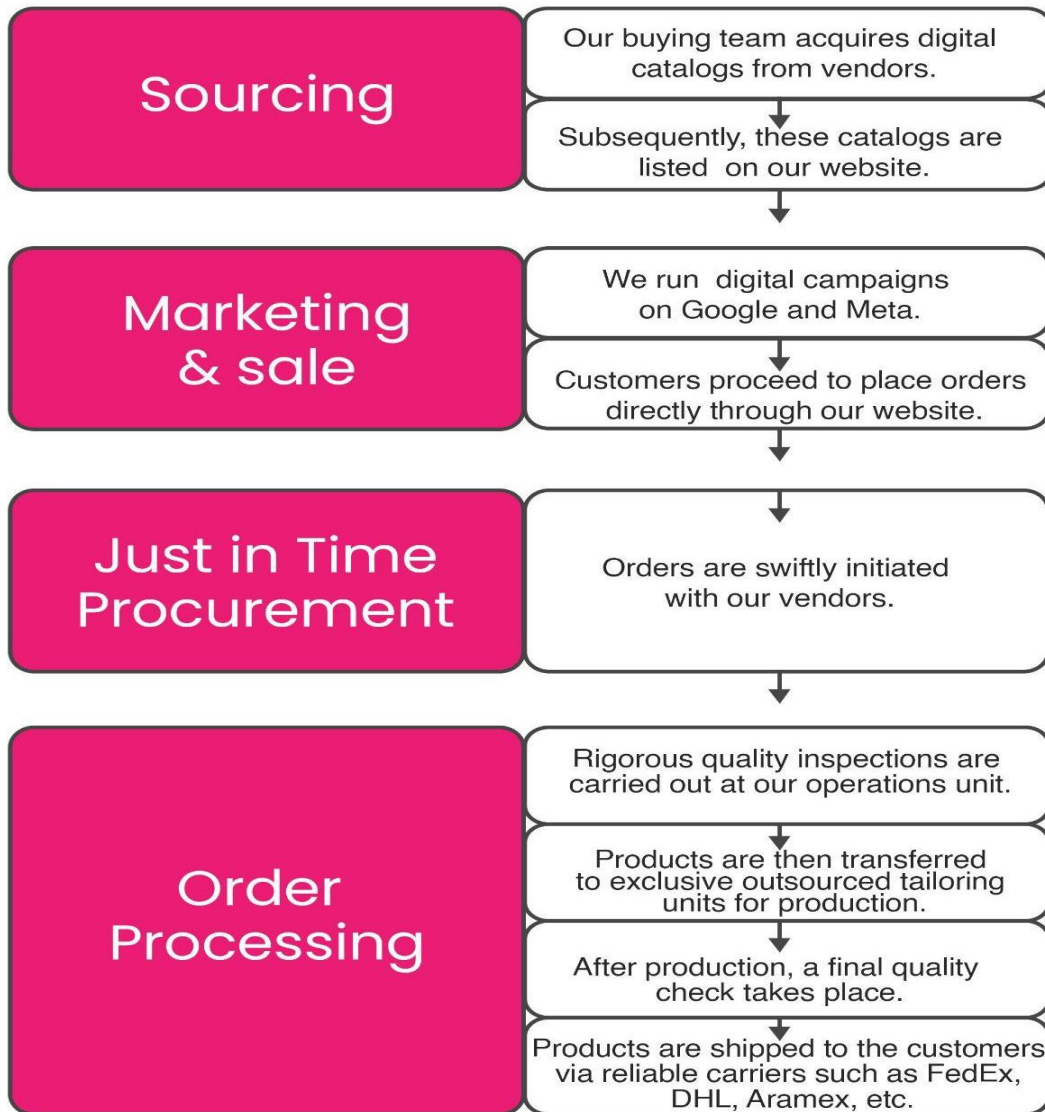 Sourcing
Our buying team acquires digital
catalogs from vendors.
Subsequently, these catalogs are
listed on our website.
Marketing
& sale
We run digital campaigns
on Google and Meta.
Customers proceed to place orders
directly through our website.
Just in Time
Procurement
Orders are swiftly initiated
with our vendors.
Order
Processing
Rigorous quality inspections are
carried out at our operations unit.
Products are then transferred
to exclusive outsourced tailoring
units for production.
After production, a final quality
check takes place.
Products are shipped to the customers
via reliable carriers such as FedEx,
DHL, Aramex, etc.